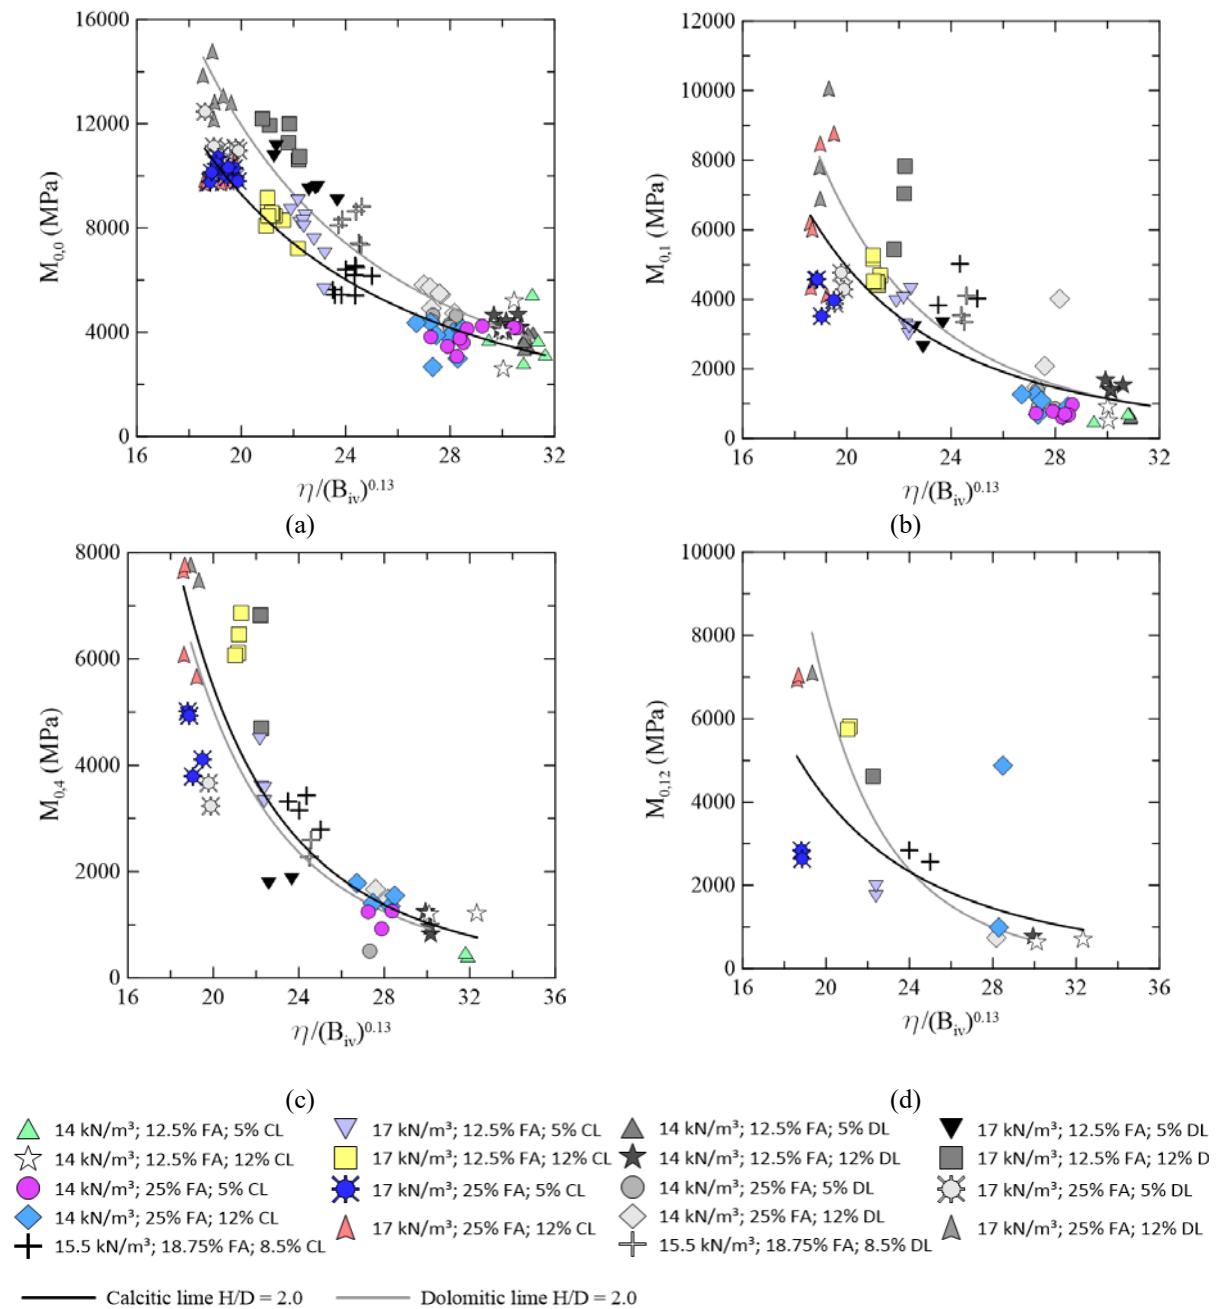 16000
12000
8000
4000
0
16
20
24
28
32
M0,0 (MPa)
η/(Biv)^0.13
(a)
12000
10000
8000
6000
4000
2000
0
16
20
24
28
32
M0,1 (MPa)
η/(Biv)^0.13
(b)
8000
6000
4000
2000
0
16
20
24
28
32
36
M0,4 (MPa)
η/(Biv)^0.13
(c)
10000
8000
6000
4000
2000
0
16
20
24
28
32
36
M0,12 (MPa)
η/(Biv)^0.13
(d)
14 kN/m³; 12.5% FA; 5% CL
14 kN/m³; 12.5% FA; 12% CL
14 kN/m³; 25% FA; 5% CL
14 kN/m³; 25% FA; 12% CL
15.5 kN/m³; 18.75% FA; 8.5% CL
17 kN/m³; 12.5% FA; 5% CL
17 kN/m³; 12.5% FA; 12% CL
17 kN/m³; 25% FA; 5% CL
17 kN/m³; 25% FA; 12% CL
14 kN/m³; 12.5% FA; 5% DL
14 kN/m³; 12.5% FA; 12% DL
14 kN/m³; 25% FA; 5% DL
14 kN/m³; 25% FA; 12% DL
15.5 kN/m³; 18.75% FA; 8.5% DL
17 kN/m³; 12.5% FA; 5% DL
17 kN/m³; 12.5% FA; 12% D
17 kN/m³; 25% FA; 5% DL
17 kN/m³; 25% FA; 12% DL
Calcitic lime H/D = 2.0
Dolomitic lime H/D = 2.0